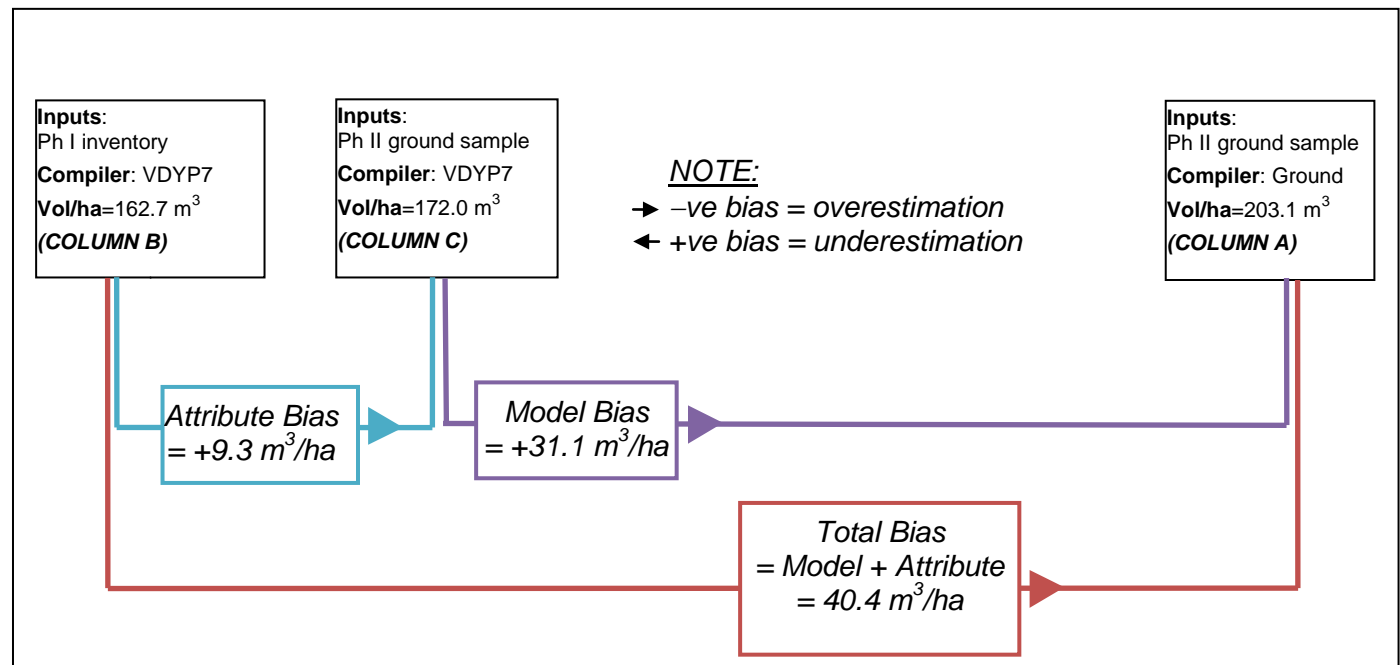 Inputs:
Ph I inventory
Compiler: VDYP7
Vol/ha=162.7 m³
(COLUMN B)
Inputs:
Ph II ground sample
Compiler: VDYP7
Vol/ha=172.0 m³
(COLUMN C)
NOTE:
→ –ve bias = overestimation
← +ve bias = underestimation
Inputs:
Ph II ground sample
Compiler: Ground
Vol/ha=203.1 m³
(COLUMN A)
Attribute Bias
= +9.3 m³/ha
Model Bias
= +31.1 m³/ha
Total Bias
= Model + Attribute
= 40.4 m³/ha